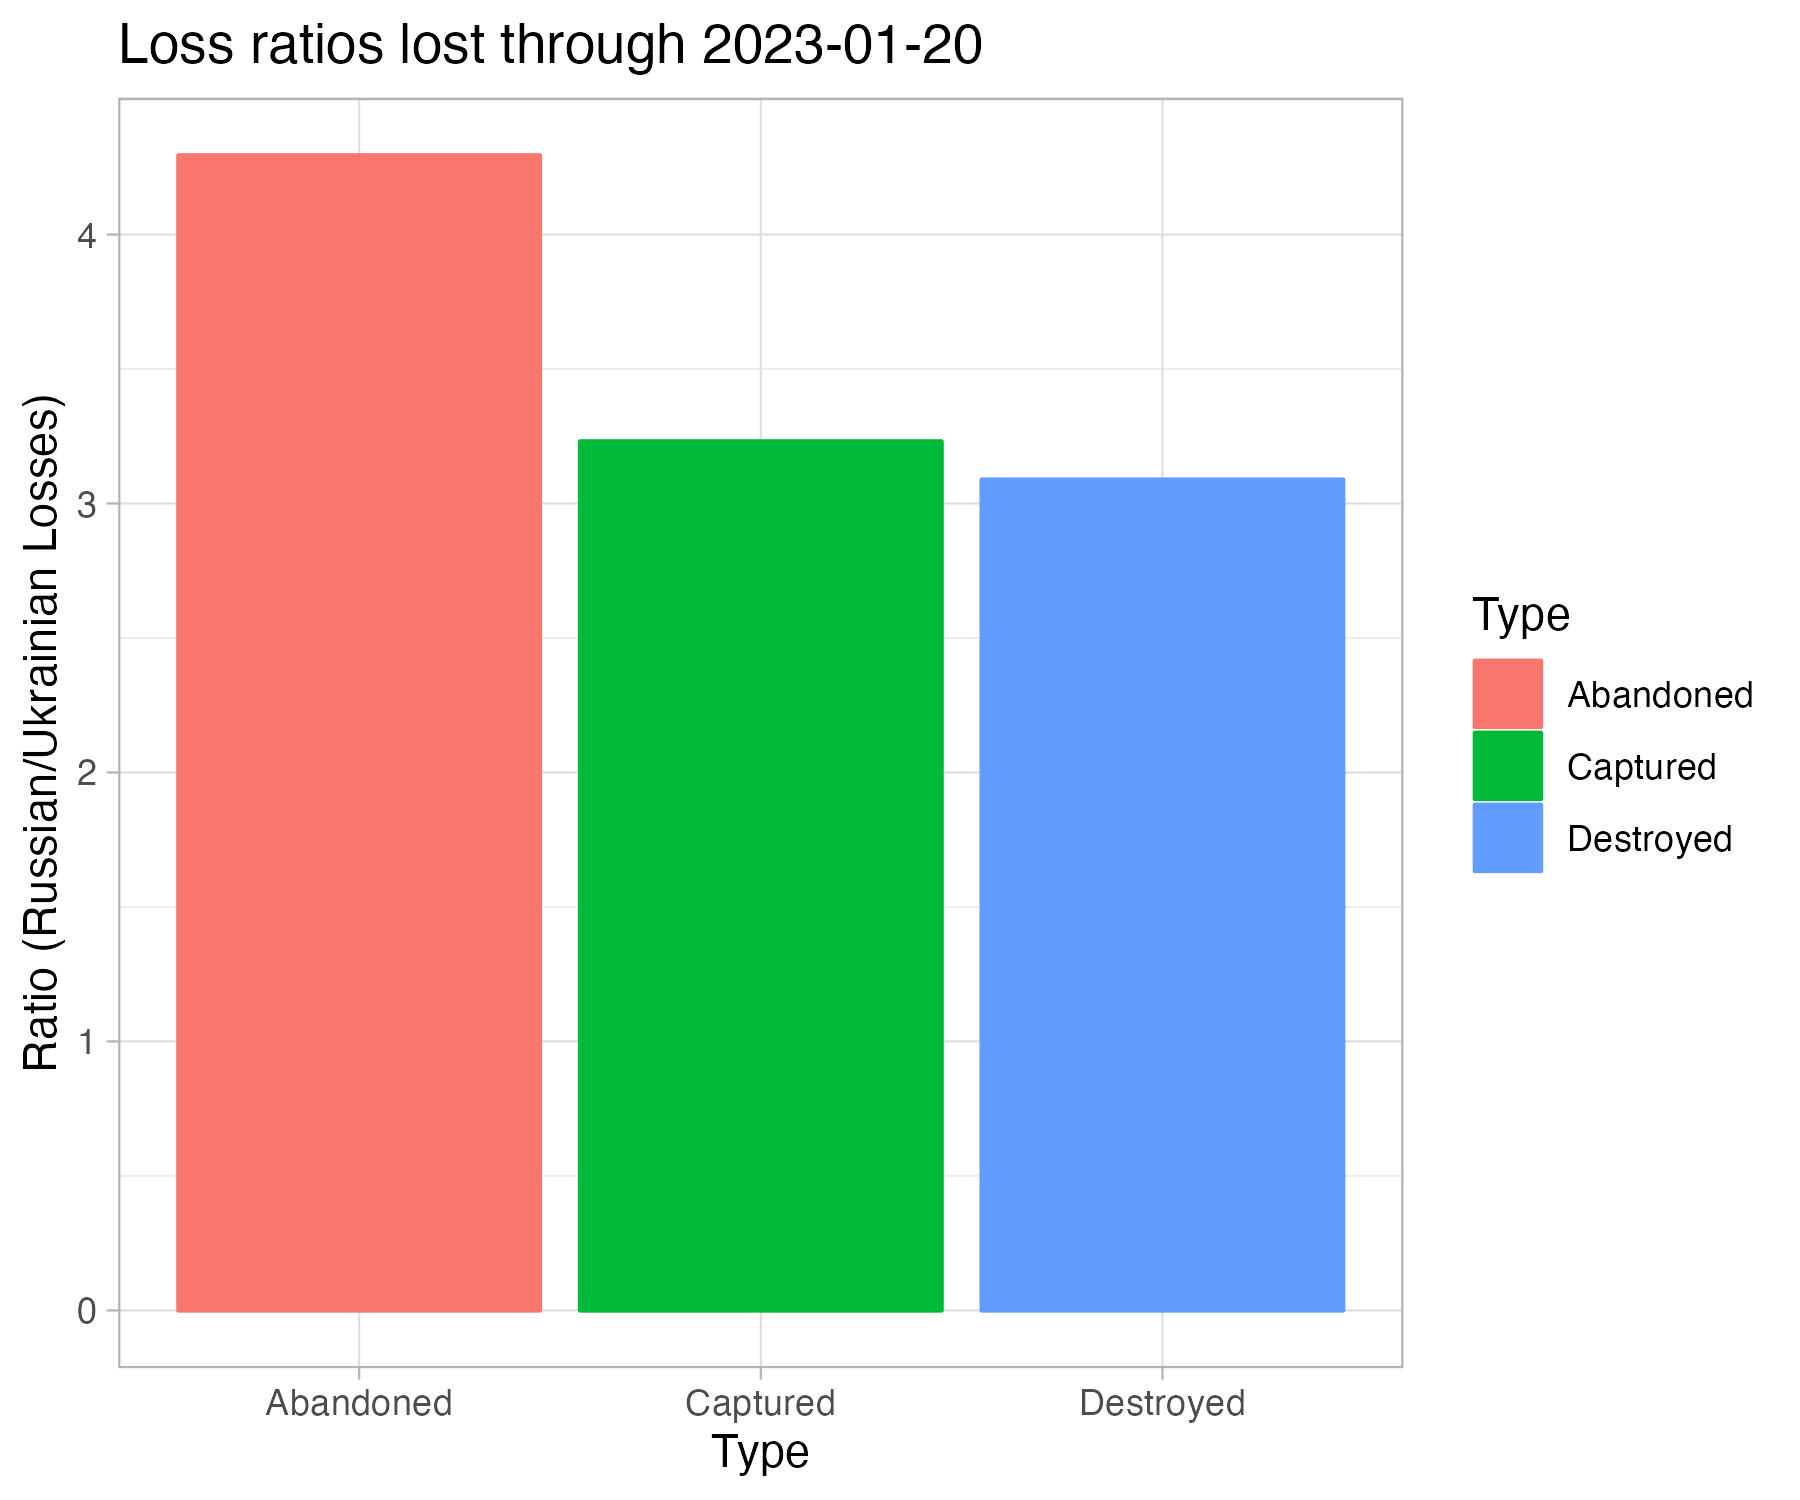 Loss ratios lost through 2023-01-20
Ratio (Russian/Ukrainian Losses)
4
3
2
1
0
Abandoned
Captured
Destroyed
Type
Type
Abandoned
Captured
Destroyed